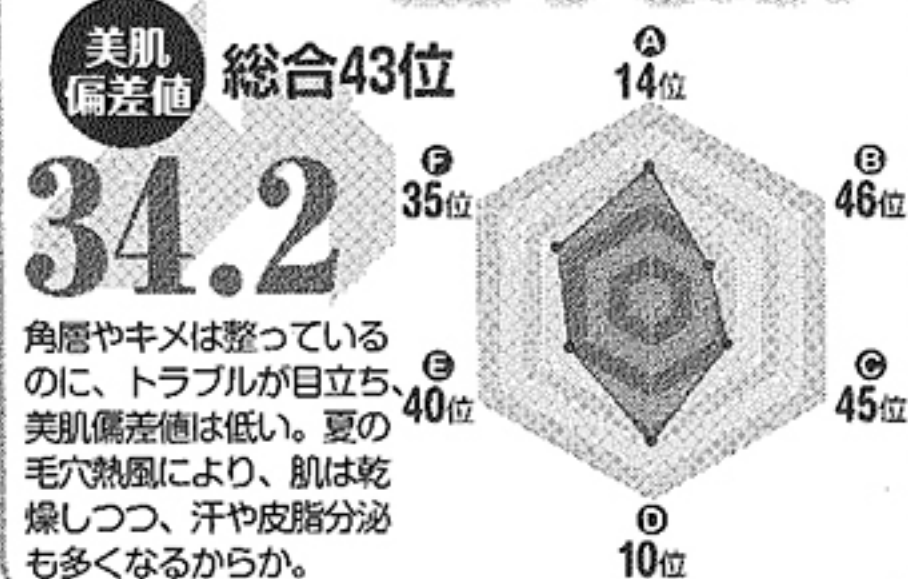 美肌
偏差値
総合43位
34.2
角層やキメは整っている
のに、トラブルが目立ち、
美肌偏差値は低い。夏の
毛穴熱風により、肌は乾
燥しつつ、汗や皮脂分泌
も多くなるからか。
A
14位
B
46位
C
45位
D
10位
E
40位
F
35位